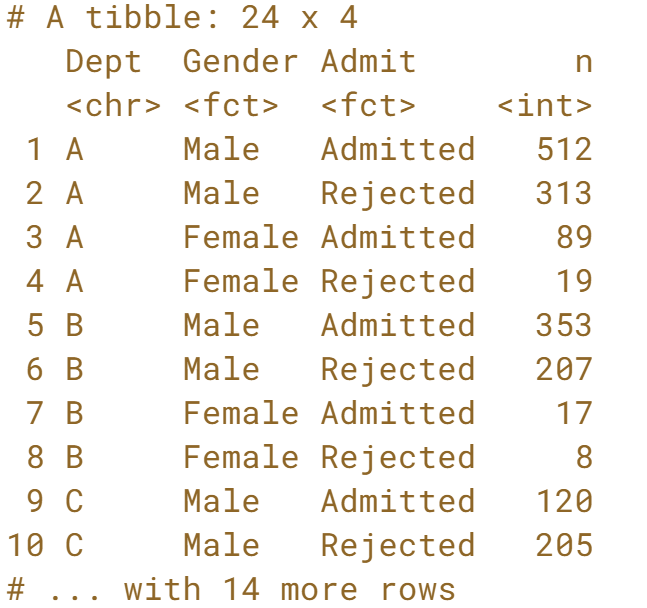 # A tibble: 24 x 4
   Dept  Gender Admit        n
   <chr> <fct>  <fct>    <int>
 1 A     Male   Admitted   512
 2 A     Male   Rejected   313
 3 A     Female Admitted    89
 4 A     Female Rejected    19
 5 B     Male   Admitted   353
 6 B     Male   Rejected   207
 7 B     Female Admitted    17
 8 B     Female Rejected     8
 9 C     Male   Admitted   120
10 C     Male   Rejected   205
# ... with 14 more rows